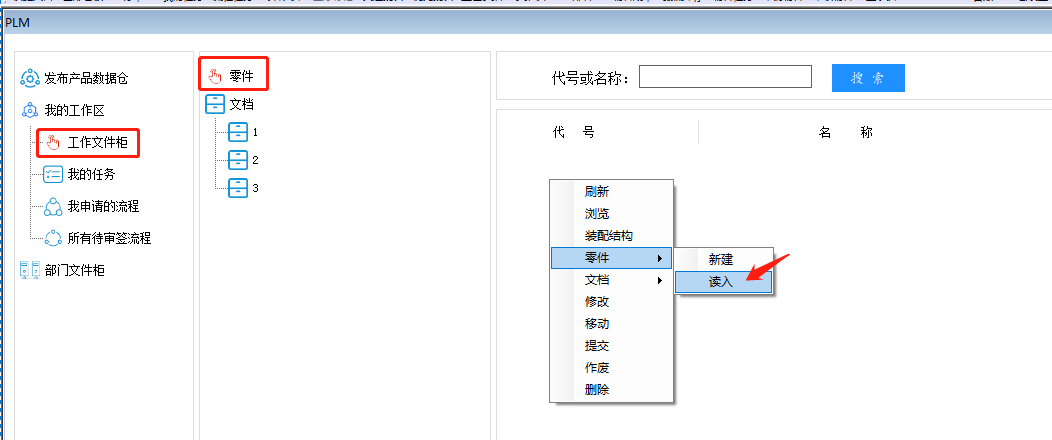 PLM
发布产品数据仓
我的工作区
工作文件柜
我的任务
我申请的流程
所有待审签流程
部门文件柜
零件
文档
1
2
3
代号或名称：
搜 索
代 号
名 称
刷新
浏览
装配结构
零件
文档
修改
移动
提交
作废
删除
新建
读入